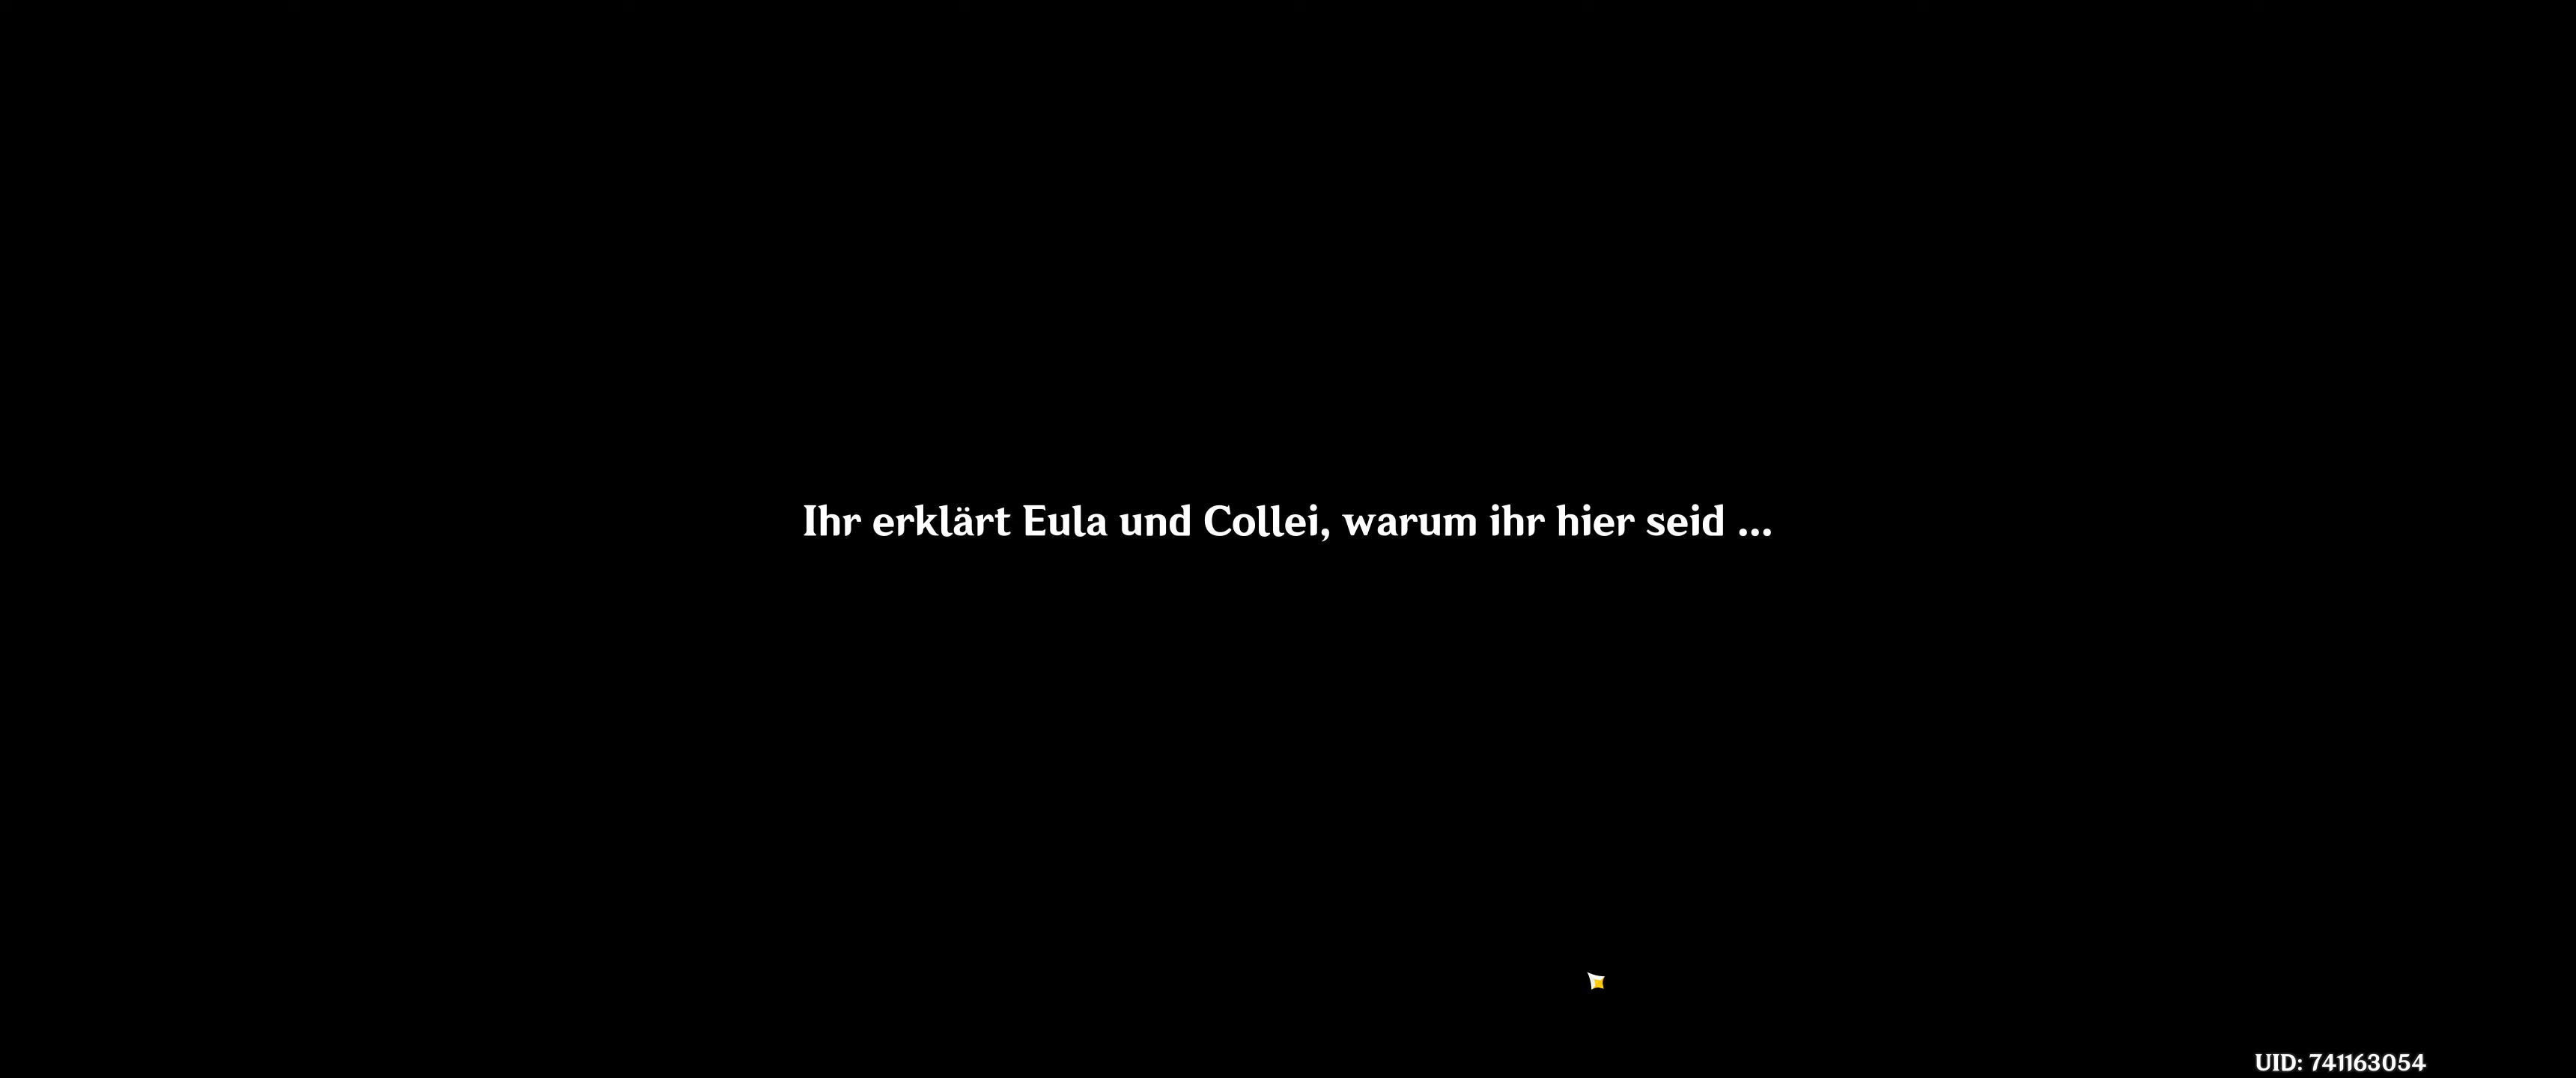 Ihr erklärt Eula und Collei, warum ihr hier seid ...
UID: 741163054